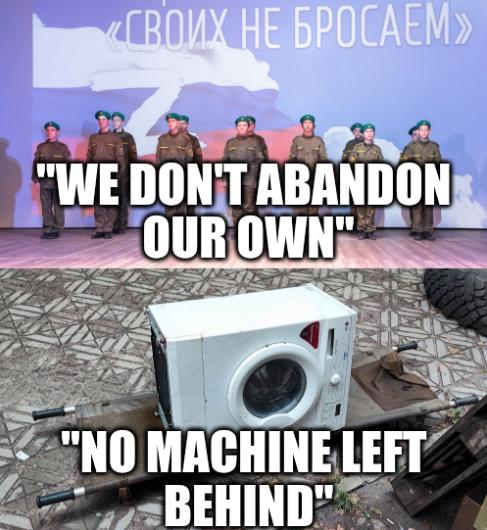 «СВОИХ НЕ БРОСАЕМ»
"WE DON'T ABANDON
OUR OWN"
"NO MACHINE LEFT
BEHIND"